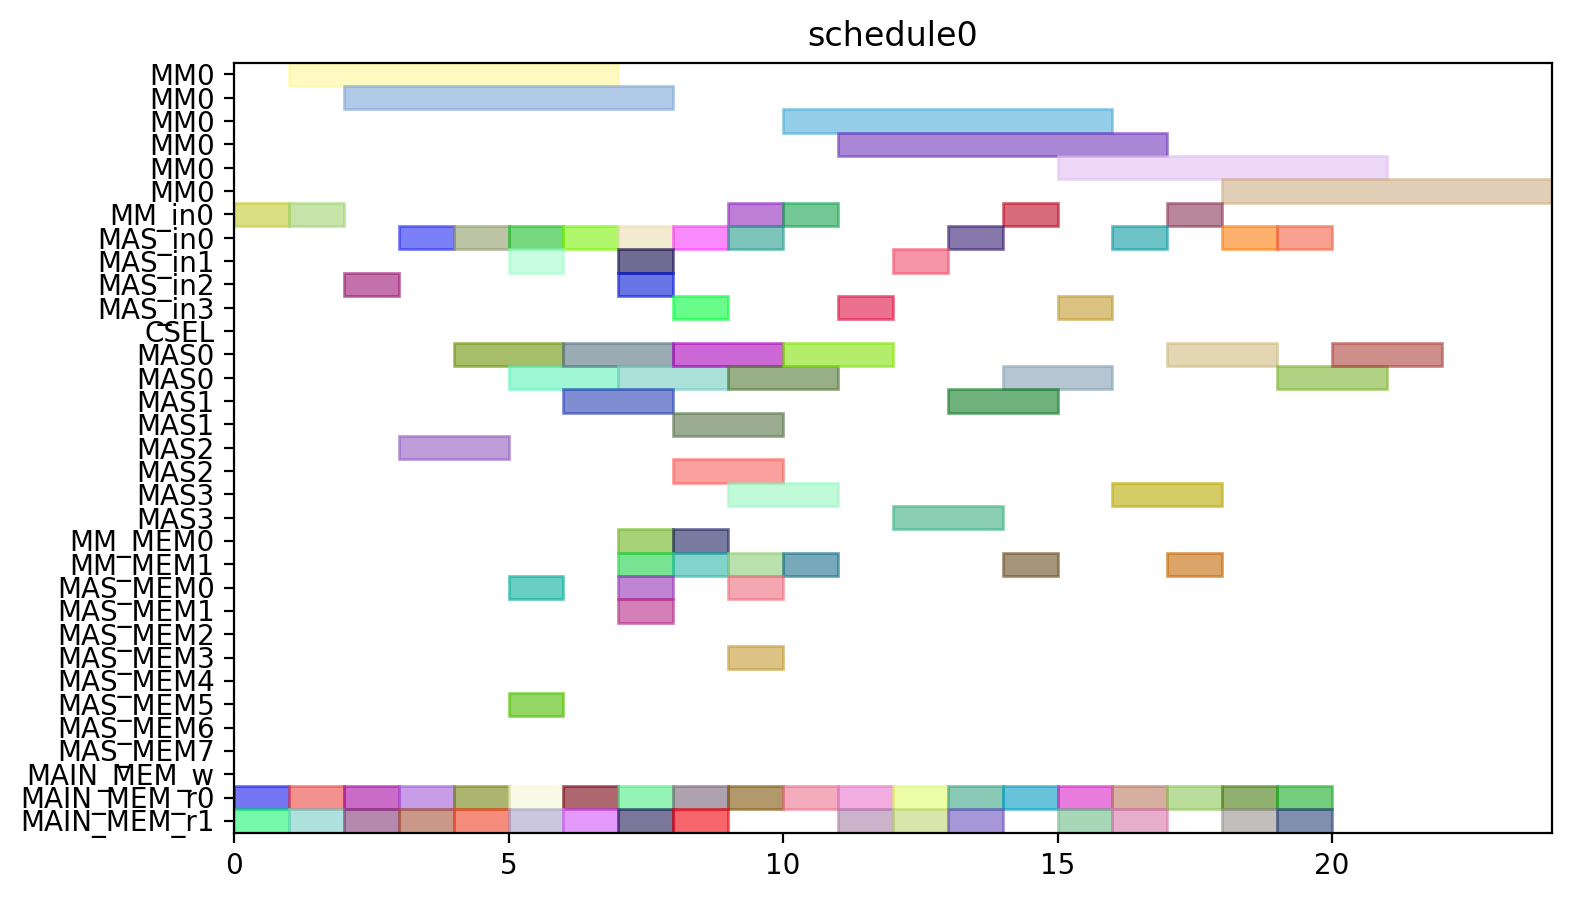 schedule0
MM0
MM0
MM0
MM0
MM0
MM0
MM_in0
MAS_in0
MAS_in1
MAS_in2
MAS_in3
CSEL
MAS0
MAS0
MAS1
MAS1
MAS2
MAS2
MAS3
MAS3
MM_MEM0
MM_MEM1
MAS_MEM0
MAS_MEM1
MAS_MEM2
MAS_MEM3
MAS_MEM4
MAS_MEM5
MAS_MEM6
MAS_MEM7
MAIN_MEM_w
MAIN_MEM_r0
MAIN_MEM_r1
0 5 10 15 20